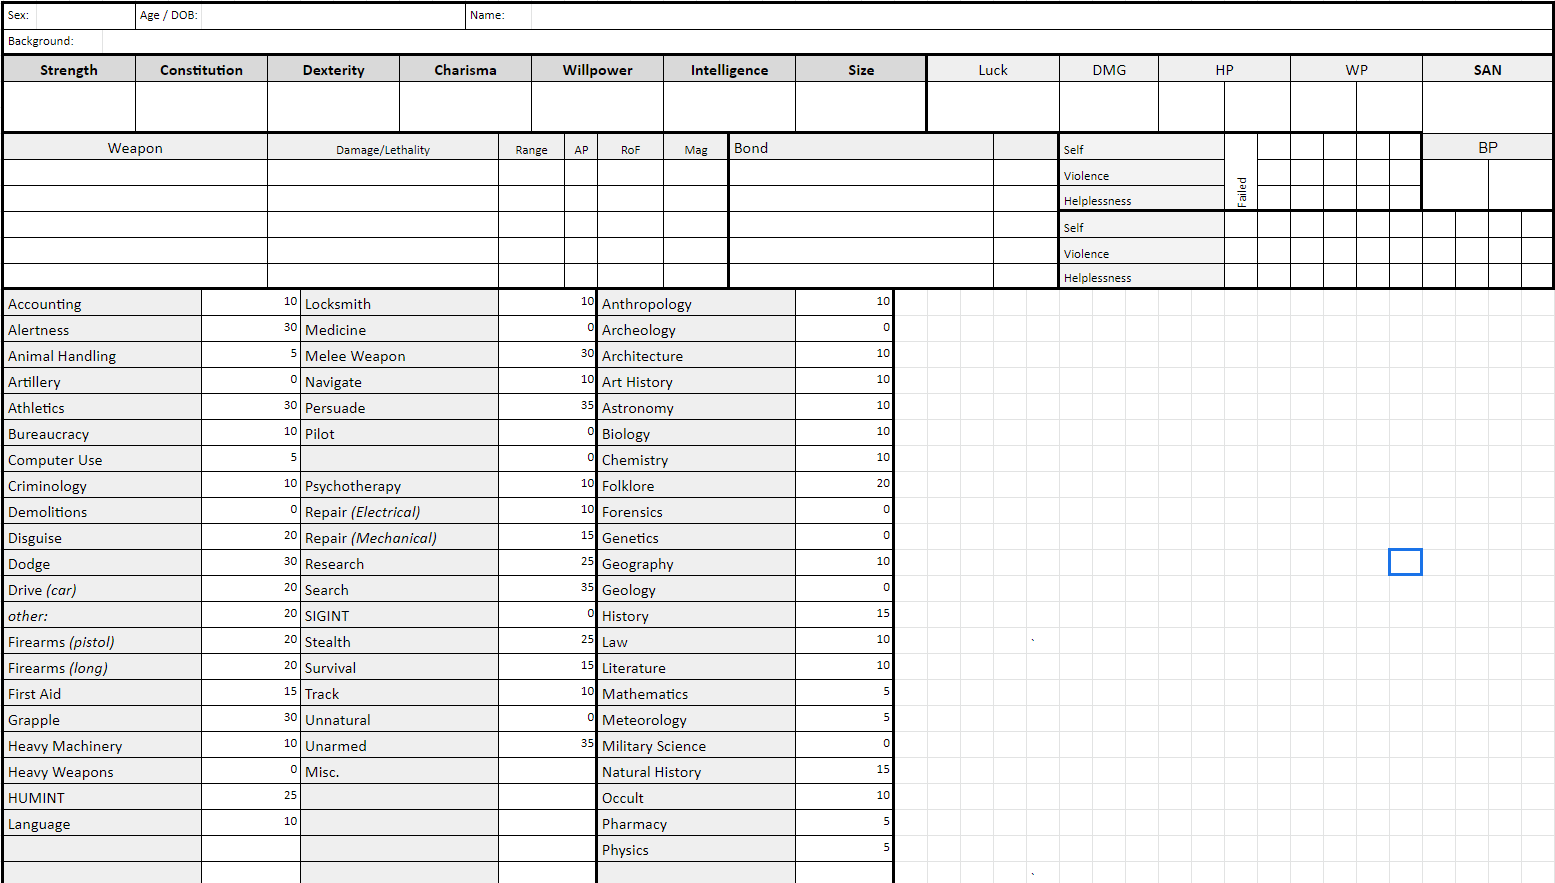 Sex: Age / DOB: Name:
Background:
Strength Constitution Dexterity Charisma Willpower Intelligence Size Luck DMG HP WP SAN
Weapon Damage/Lethality Range AP RoF Mag Bond Self Failed BP
Violence
Helplessness
Self
Violence
Helplessness
Accounting 10 Locksmith 10 Anthropology 10
Alertness 30 Medicine 0 Archeology 0
Animal Handling 5 Melee Weapon 30 Architecture 10
Artillery 0 Navigate 10 Art History 10
Athletics 30 Persuade 35 Astronomy 10
Bureaucracy 10 Pilot 0 Biology 10
Computer Use 5 0 Chemistry 10
Criminology 10 Psychotherapy 10 Folklore 20
Demolitions 0 Repair (Electrical) 10 Forensics 0
Disguise 20 Repair (Mechanical) 15 Genetics 0
Dodge 30 Research 25 Geography 10
Drive (car) 20 Search 35 Geology 0
other: 20 SIGINT 0 History 15
Firearms (pistol) 20 Stealth 25 Law 10 `
Firearms (long) 20 Survival 15 Literature 10
First Aid 15 Track 10 Mathematics 5
Grapple 30 Unnatural 0 Meteorology 5
Heavy Machinery 10 Unarmed 35 Military Science 0
Heavy Weapons 0 Misc. Natural History 15
HUMINT 25 Occult 10
Language 10 Pharmacy 5
Physics 5
`